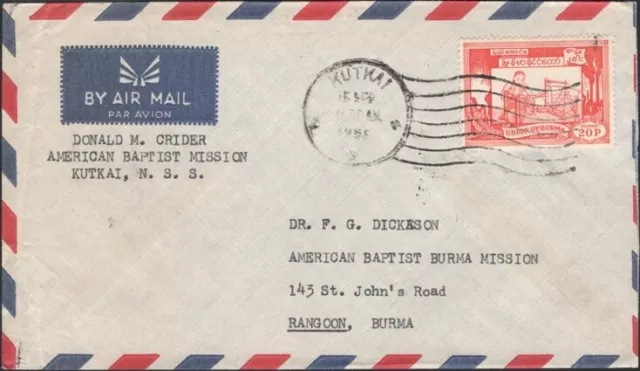 BY AIR MAIL
PAR AVION
DONALD M. CRIDER
AMERICAN BAPTIST MISSION
KUTKAI, N. S. S.
KUTKAI
UNION OF BURMA
20P
DR. F. G. DICKASON
AMERICAN BAPTIST BURMA MISSION
143 St. John's Road
RANGOON, BURMA